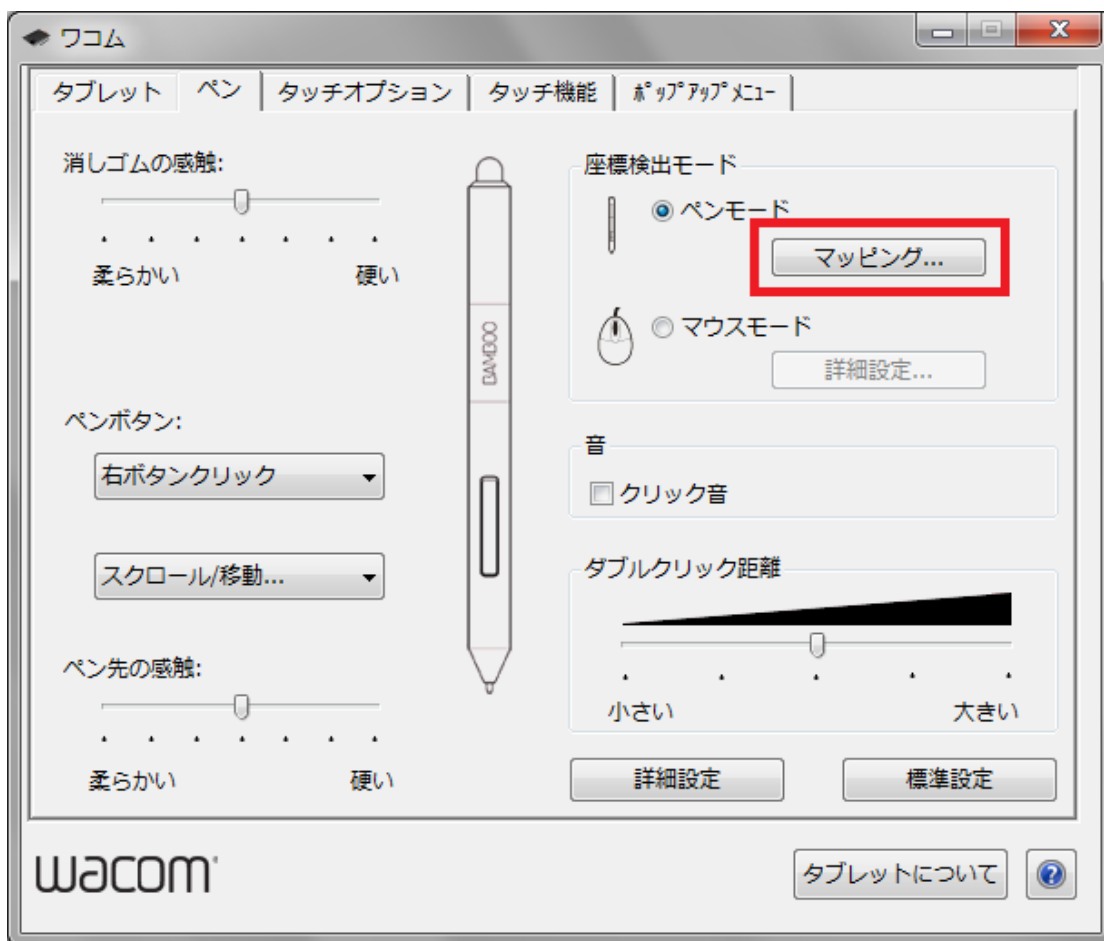 ワコム
タブレット ペン タッチオプション タッチ機能 ﾎﾟｯﾌﾟｱｯﾌﾟﾒﾆｭｰ
消しゴムの感触:
柔らかい 硬い
BAMBOO
ペンボタン:
右ボタンクリック
スクロール/移動...
ペン先の感触:
柔らかい 硬い
座標検出モード
ペンモード
マッピング...
マウスモード
詳細設定...
音
クリック音
ダブルクリック距離
小さい 大きい
詳細設定 標準設定
wacom
タブレットについて ?